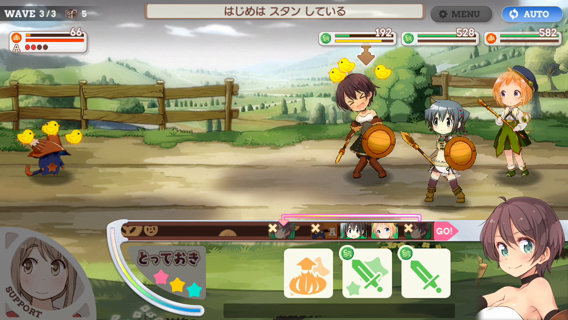 WAVE 3/3 5
はじめは スタン している
MENU
AUTO
66
192
528
582
A
GO!
とっておき
SUPPORT